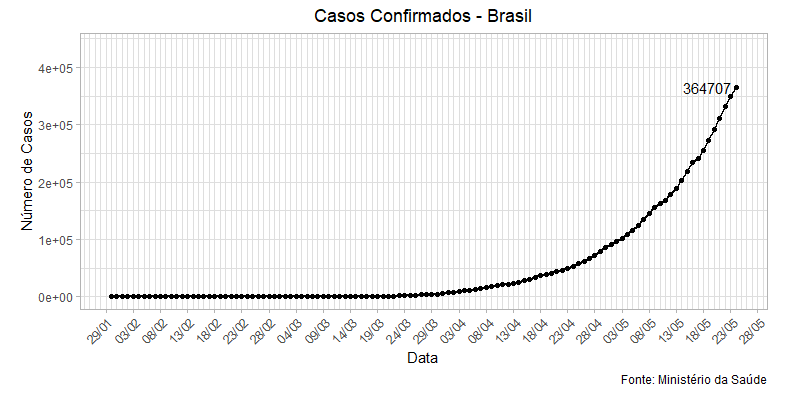 Casos Confirmados - Brasil
Número de Casos
4e+05
3e+05
2e+05
1e+05
0e+00
364707
29/01
03/02
08/02
13/02
18/02
23/02
28/02
04/03
09/03
14/03
19/03
24/03
29/03
03/04
08/04
13/04
18/04
23/04
28/04
03/05
08/05
13/05
18/05
23/05
28/05
Data
Fonte: Ministério da Saúde